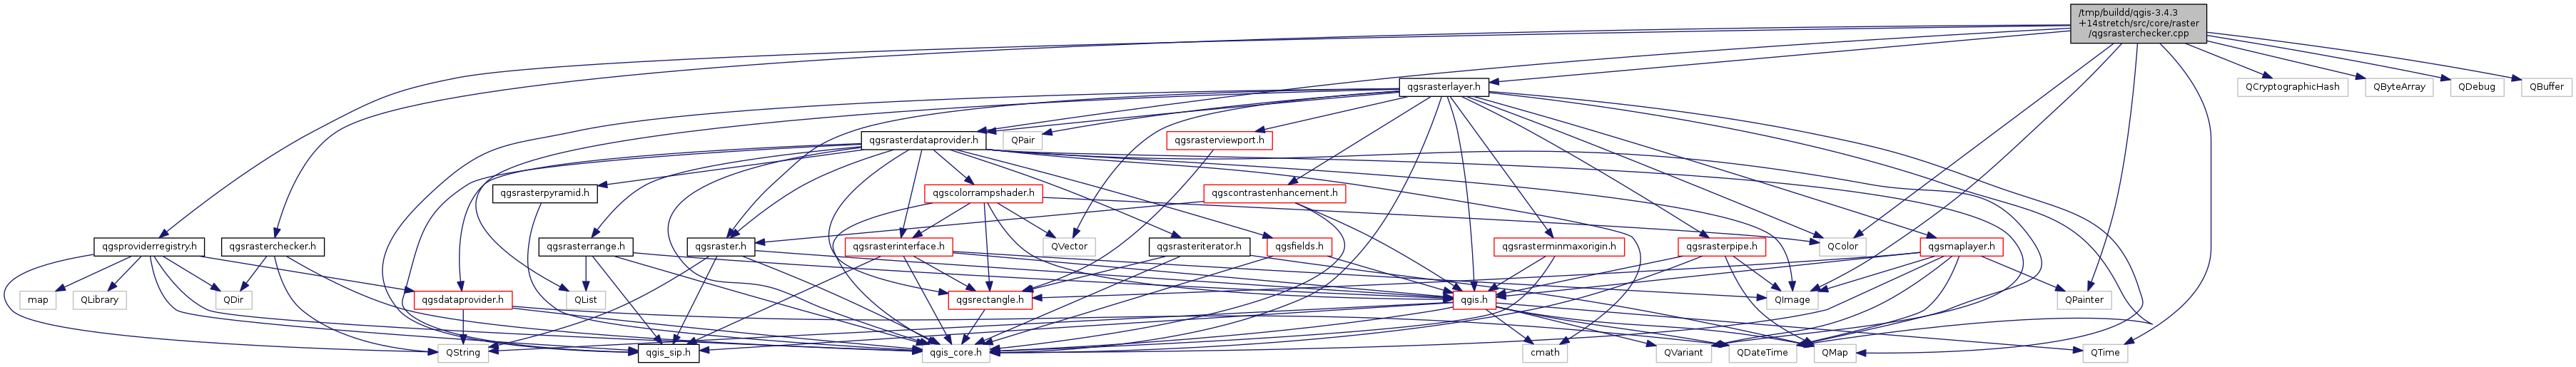 /tmp/buildd/qgis-3.4.3
+14stretch/src/core/raster
/qgsrasterchecker.cpp
qgsrasterlayer.h
QCryptographicHash
QByteArray
QDebug
QBuffer
qgsrasterdataprovider.h
QPair
qgsrasterviewport.h
qgsrasterpyramid.h
qgscolorrampshader.h
qgscontrastenhancement.h
qgsproviderregistry.h
qgsrasterchecker.h
qgsrasterrange.h
qgsraster.h
qgsrasterinterface.h
QVector
qgsrasteriterator.h
qgsfields.h
qgsrasterminmaxorigin.h
qgsrasterpipe.h
QColor
qgsmaplayer.h
map
QLibrary
QDir
qgsdataprovider.h
QList
qgsrectangle.h
qgis.h
QImage
QPainter
QString
qgis_sip.h
qgis_core.h
cmath
QVariant
QDateTime
QMap
QTime